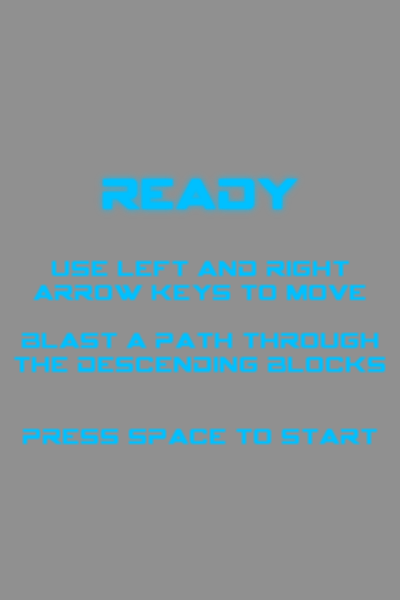 READY
USE LEFT AND RIGHT
ARROW KEYS TO MOVE
BLAST A PATH THROUGH
THE DESCENDING BLOCKS
PRESS SPACE TO START